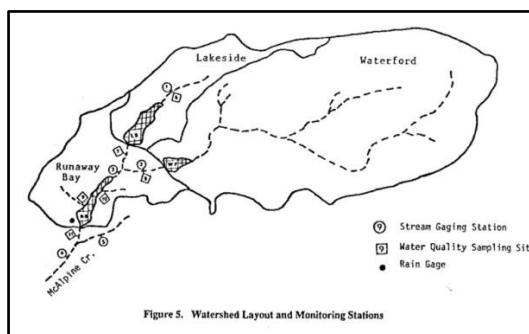 Lakeside
Waterford
Runaway
Bay
McAlpine Cr.
Stream Gaging Station
Water Quality Sampling Sit
Rain Gage
Figure 5. Watershed Layout and Monitoring Stations